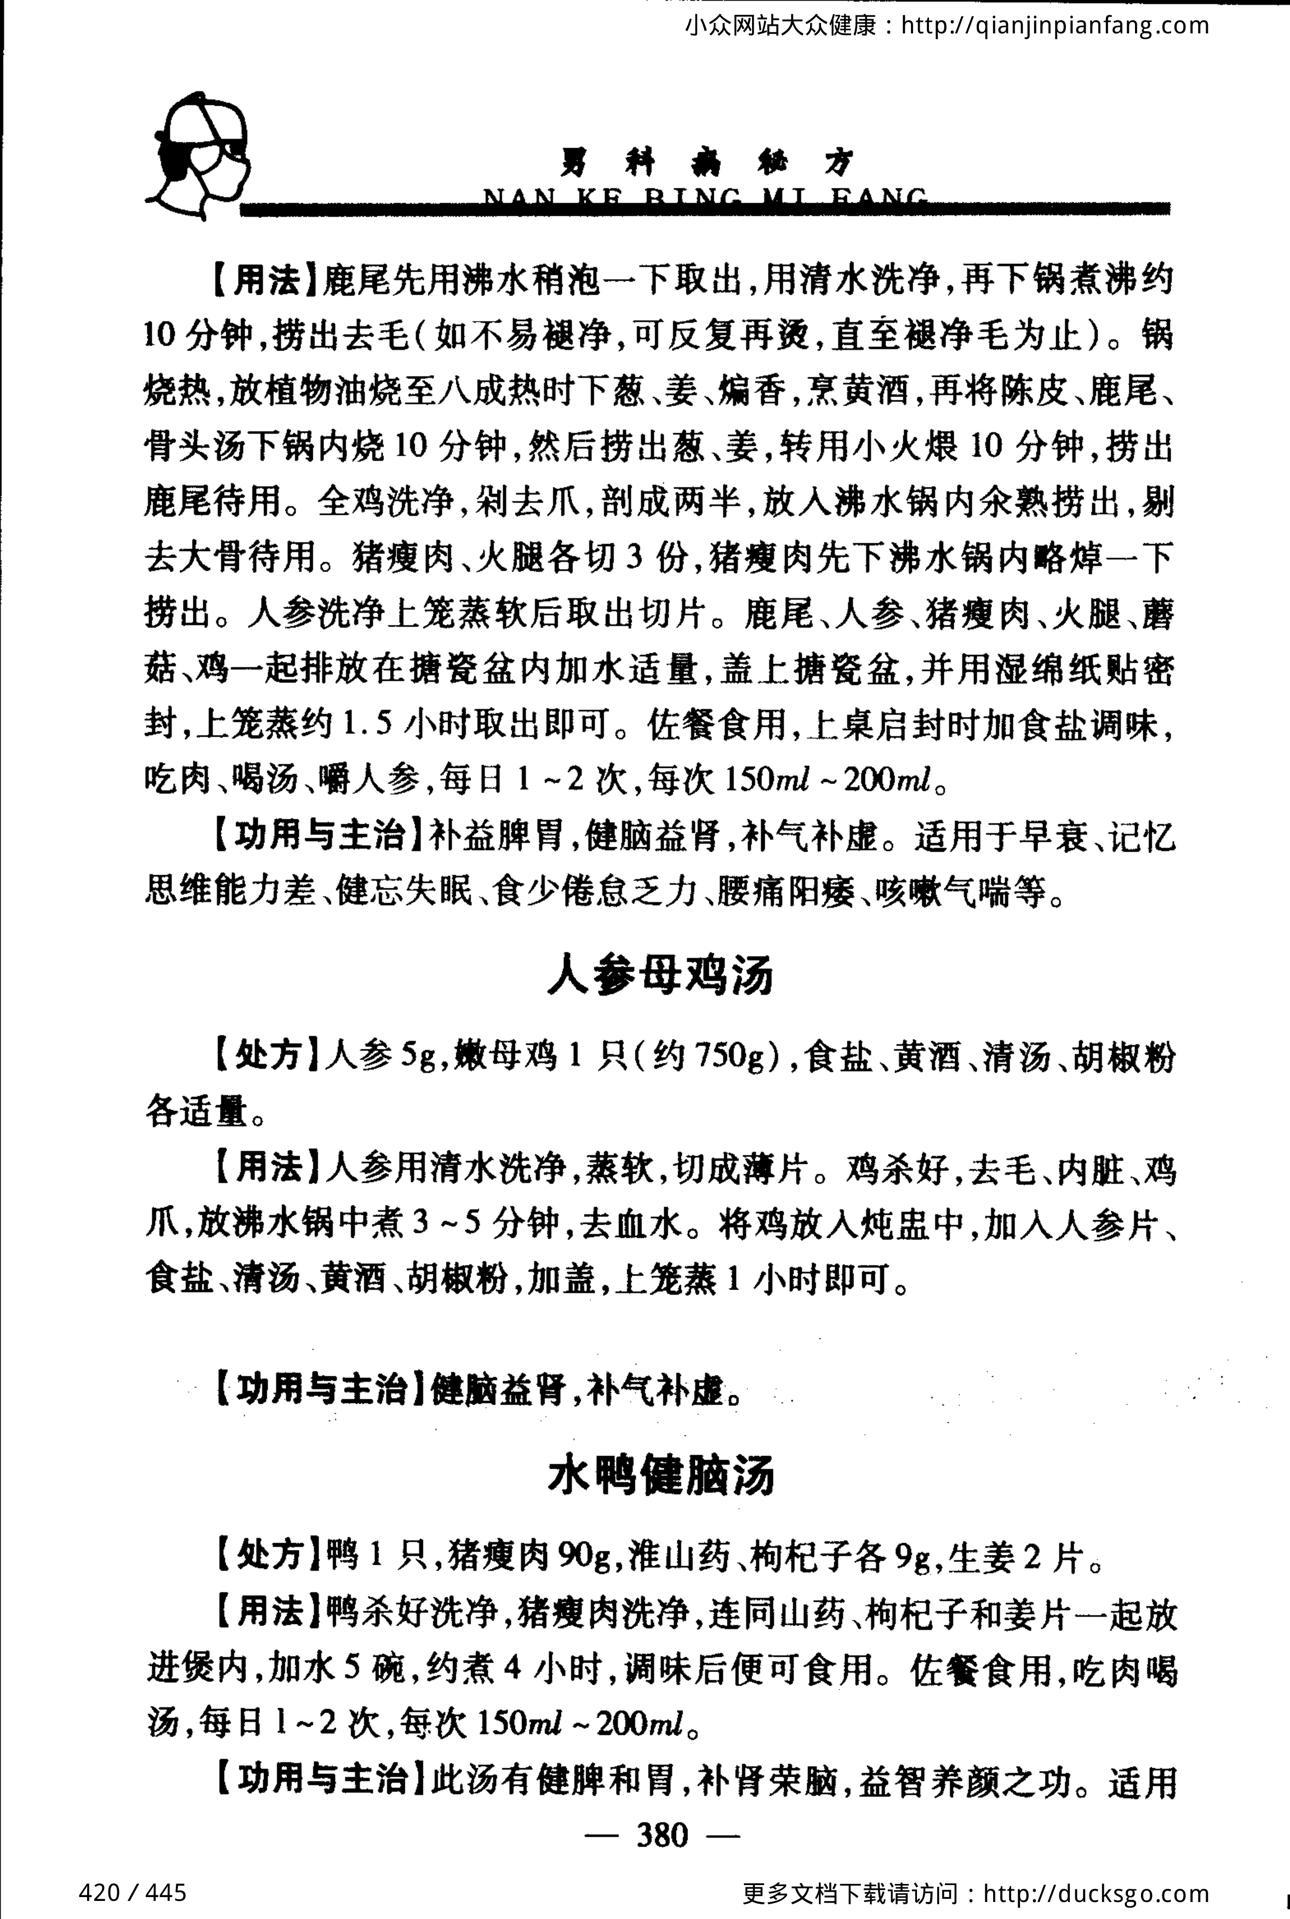 小众网站大众健康：http://qianjinpianfang.com
男科病秘方
NAN KE BING MI FANG
【用法】鹿尾先用沸水稍泡一下取出,用清水洗净,再下锅煮沸约
10分钟,捞出去毛(如不易褪净,可反复再烫,直至褪净毛为止)。锅
烧热,放植物油烧至八成热时下葱、姜、煸香,烹黄酒,再将陈皮、鹿尾、
骨头汤下锅内烧10分钟,然后捞出葱、姜,转用小火煨10分钟,捞出
鹿尾待用。全鸡洗净,剁去爪,剖成两半,放入沸水锅内氽熟捞出,剔
去大骨待用。猪瘦肉、火腿各切3份,猪瘦肉先下沸水锅内略焯一下
捞出。人参洗净上笼蒸软后取出切片。鹿尾、人参、猪瘦肉、火腿、蘑
菇、鸡一起排放在搪瓷盆内加水适量,盖上搪瓷盆,并用湿绵纸贴密
封,上笼蒸约1.5小时取出即可。佐餐食用,上桌启封时加食盐调味,
吃肉、喝汤、嚼人参,每日1~2次,每次150ml~200ml。
【功用与主治】补益脾胃,健脑益肾,补气补虚。适用于早衰、记忆
思维能力差、健忘失眠、食少倦怠乏力、腰痛阳痿、咳嗽气喘等。
人参母鸡汤
【处方】人参5g,嫩母鸡1只(约750g),食盐、黄酒、清汤、胡椒粉
各适量。
【用法】人参用清水洗净,蒸软,切成薄片。鸡杀好,去毛、内脏、鸡
爪,放沸水锅中煮3~5分钟,去血水。将鸡放入炖盅中,加入人参片、
食盐、清汤、黄酒、胡椒粉,加盖,上笼蒸1小时即可。
【功用与主治】健脑益肾,补气补虚。
水鸭健脑汤
【处方】鸭1只,猪瘦肉90g,淮山药、枸杞子各9g,生姜2片。
【用法】鸭杀好洗净,猪瘦肉洗净,连同山药、枸杞子和姜片一起放
进煲内,加水5碗,约煮4小时,调味后便可食用。佐餐食用,吃肉喝
汤,每日1~2次,每次150ml~200ml。
【功用与主治】此汤有健脾和胃,补肾荣脑,益智养颜之功。适用
— 380 —
420 / 445
更多文档下载请访问：http://ducksgo.com